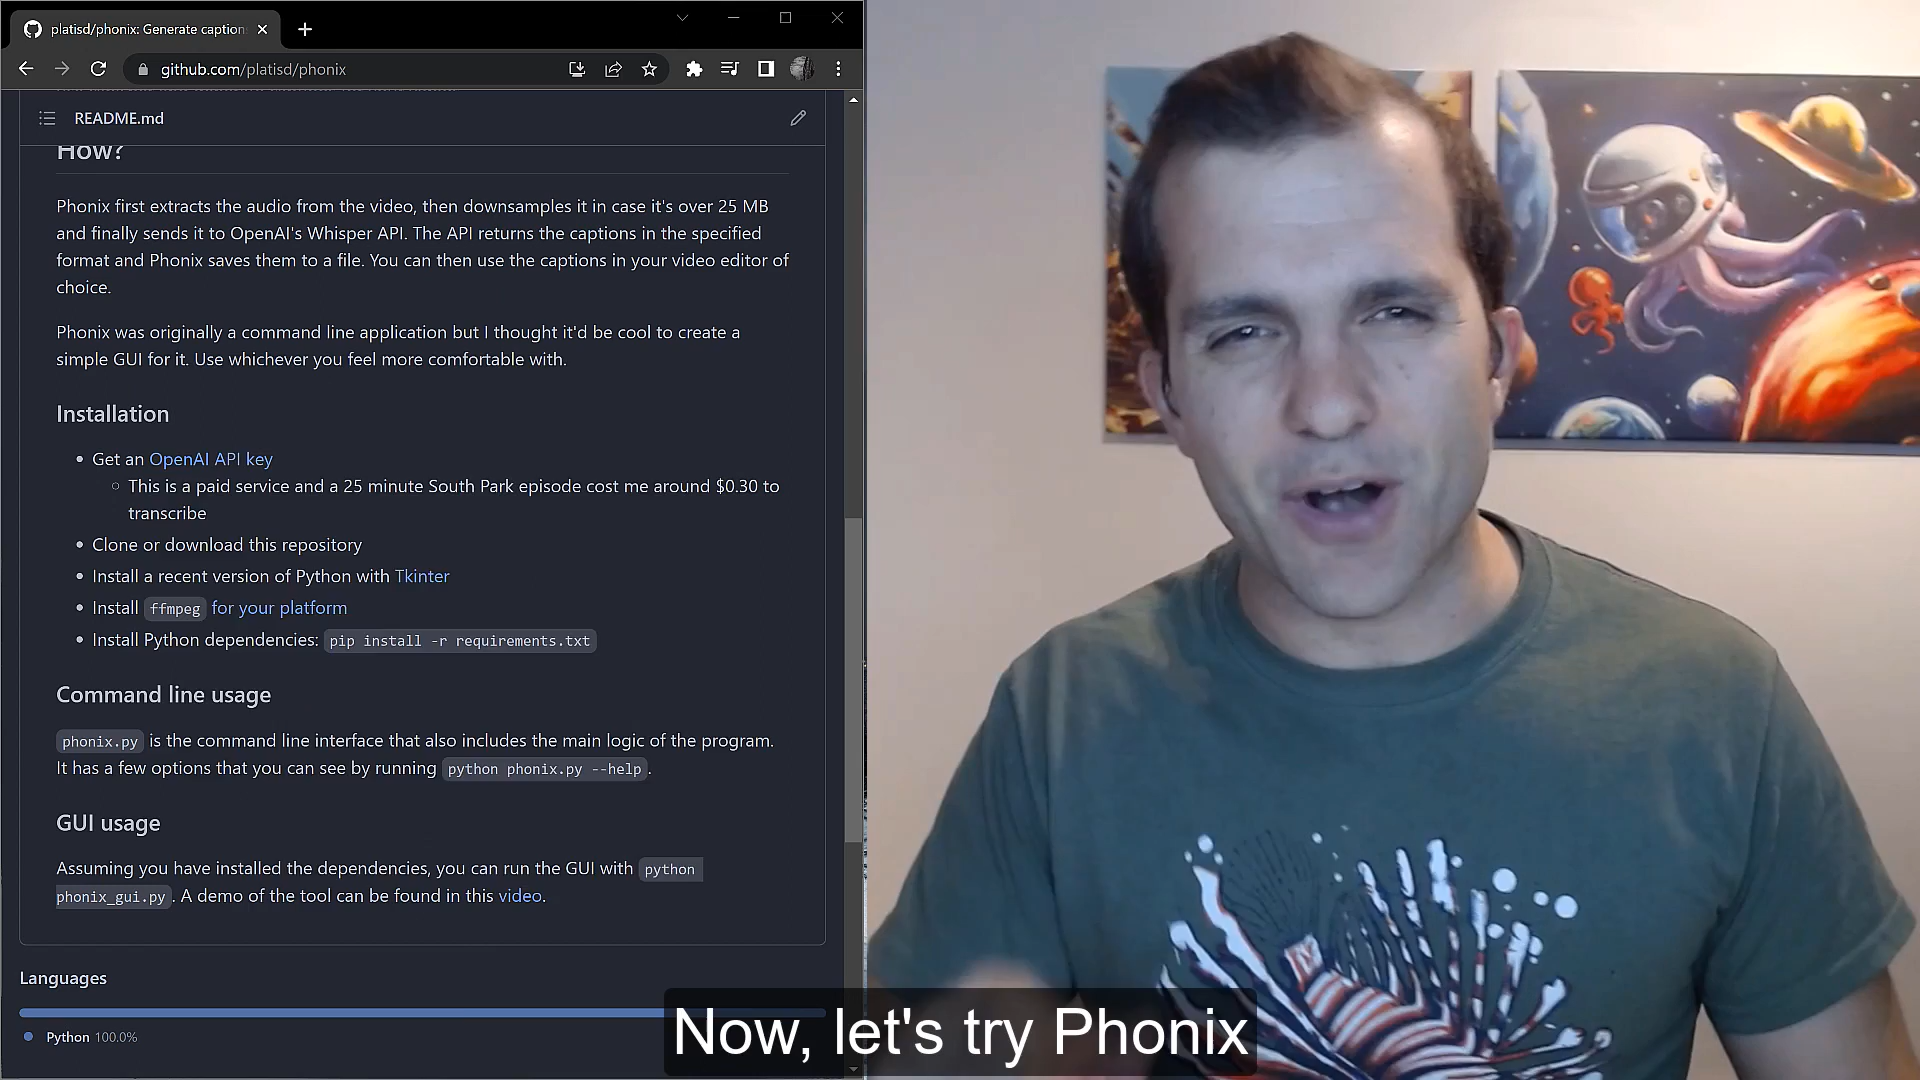 platisd/phonix: Generate caption
github.com/platisd/phonix
README.md
How?
Phonix first extracts the audio from the video, then downsamples it in case it's over 25 MB
and finally sends it to OpenAI's Whisper API. The API returns the captions in the specified
format and Phonix saves them to a file. You can then use the captions in your video editor of
choice.
Phonix was originally a command line application but I thought it'd be cool to create a
simple GUI for it. Use whichever you feel more comfortable with.
Installation
Get an OpenAI API key
This is a paid service and a 25 minute South Park episode cost me around $0.30 to
transcribe
Clone or download this repository
Install a recent version of Python with Tkinter
Install ffmpeg for your platform
Install Python dependencies: pip install -r requirements.txt
Command line usage
phonix.py is the command line interface that also includes the main logic of the program.
It has a few options that you can see by running python phonix.py --help.
GUI usage
Assuming you have installed the dependencies, you can run the GUI with python
phonix_gui.py. A demo of the tool can be found in this video.
Languages
Python 100.0%
Now, let's try Phonix